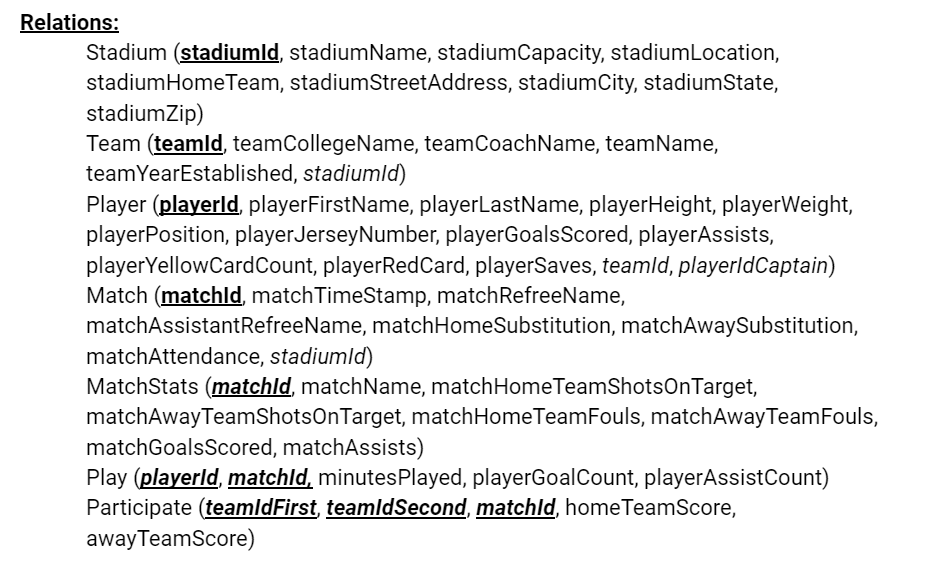 Relations:
Stadium (stadiumId, stadiumName, stadiumCapacity, stadiumLocation,
stadiumHomeTeam, stadiumStreetAddress, stadiumCity, stadiumState,
stadiumZip)
Team (teamId, teamCollegeName, teamCoachName, teamName,
teamYearEstablished, stadiumId)
Player (playerId, playerFirstName, playerLastName, playerHeight, playerWeight,
playerPosition, playerJerseyNumber, playerGoalsScored, playerAssists,
playerYellowCardCount, playerRedCard, playerSaves, teamId, playerIdCaptain)
Match (matchId, matchTimeStamp, matchRefreeName,
matchAssistantRefreeName, matchHomeSubstitution, matchAwaySubstitution,
matchAttendance, stadiumId)
MatchStats (matchId, matchName, matchHomeTeamShotsOnTarget,
matchAwayTeamShotsOnTarget, matchHomeTeamFouls, matchAwayTeamFouls,
matchGoalsScored, matchAssists)
Play (playerId, matchId, minutesPlayed, playerGoalCount, playerAssistCount)
Participate (teamIdFirst, teamIdSecond, matchId, homeTeamScore,
awayTeamScore)